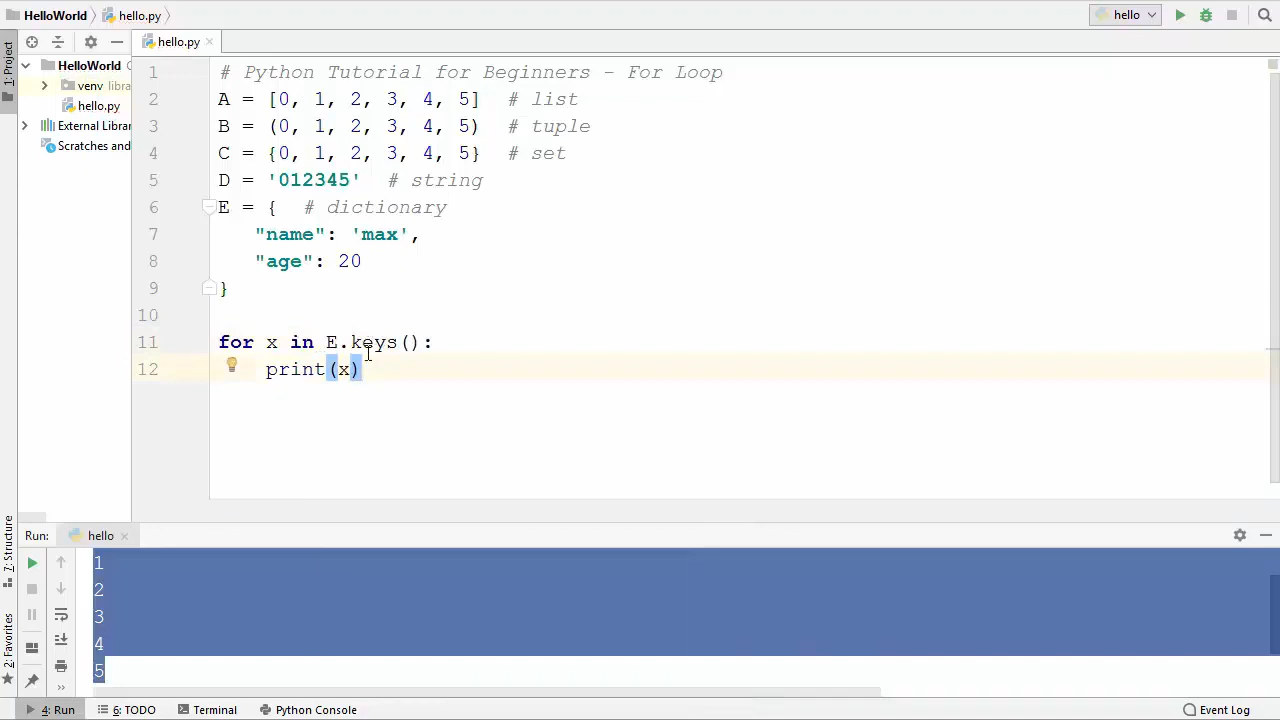 HelloWorld hello.py
hello
1: Project
hello.py
HelloWorld
venv libra
hello.py
External Librar
Scratches and
1 # Python Tutorial for Beginners - For Loop
2 A = [0, 1, 2, 3, 4, 5] # list
3 B = (0, 1, 2, 3, 4, 5) # tuple
4 C = {0, 1, 2, 3, 4, 5} # set
5 D = '012345' # string
6 E = { # dictionary
7 "name": 'max',
8 "age": 20
9 }
10
11 for x in E.keys():
12 print(x)
7: Structure
2: Favorites
Run: hello
1
2
3
4
5
4: Run 6: TODO Terminal Python Console Event Log